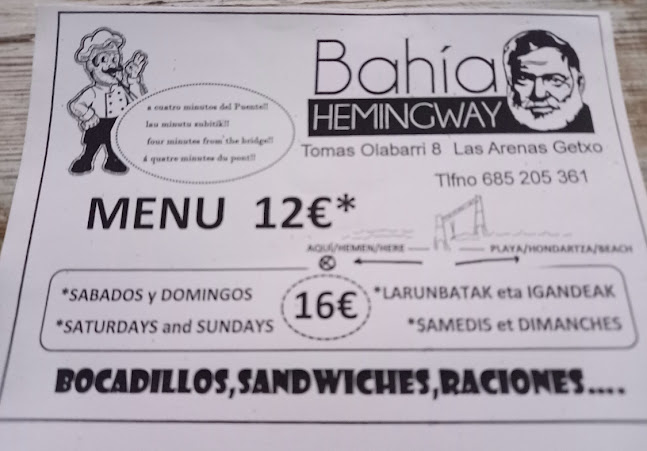 Bahía
HEMINGWAY
Tomas Olabarri 8 Las Arenas Getxo
Tlfno 685 205 361
a cuatro minutos del Puente!!
lau minutu zubitik!!
four minutes from the bridge!!
á quatre minutes du pont!!
MENU 12€*
AQUÍ/HEMEN/HERE
PLAYA/HONDARTZA/BEACH
*SABADOS y DOMINGOS
*SATURDAYS and SUNDAYS
16€
*LARUNBATAK eta IGANDEAK
*SAMEDIS et DIMANCHES
BOCADILLOS,SANDWICHES,RACIONES....